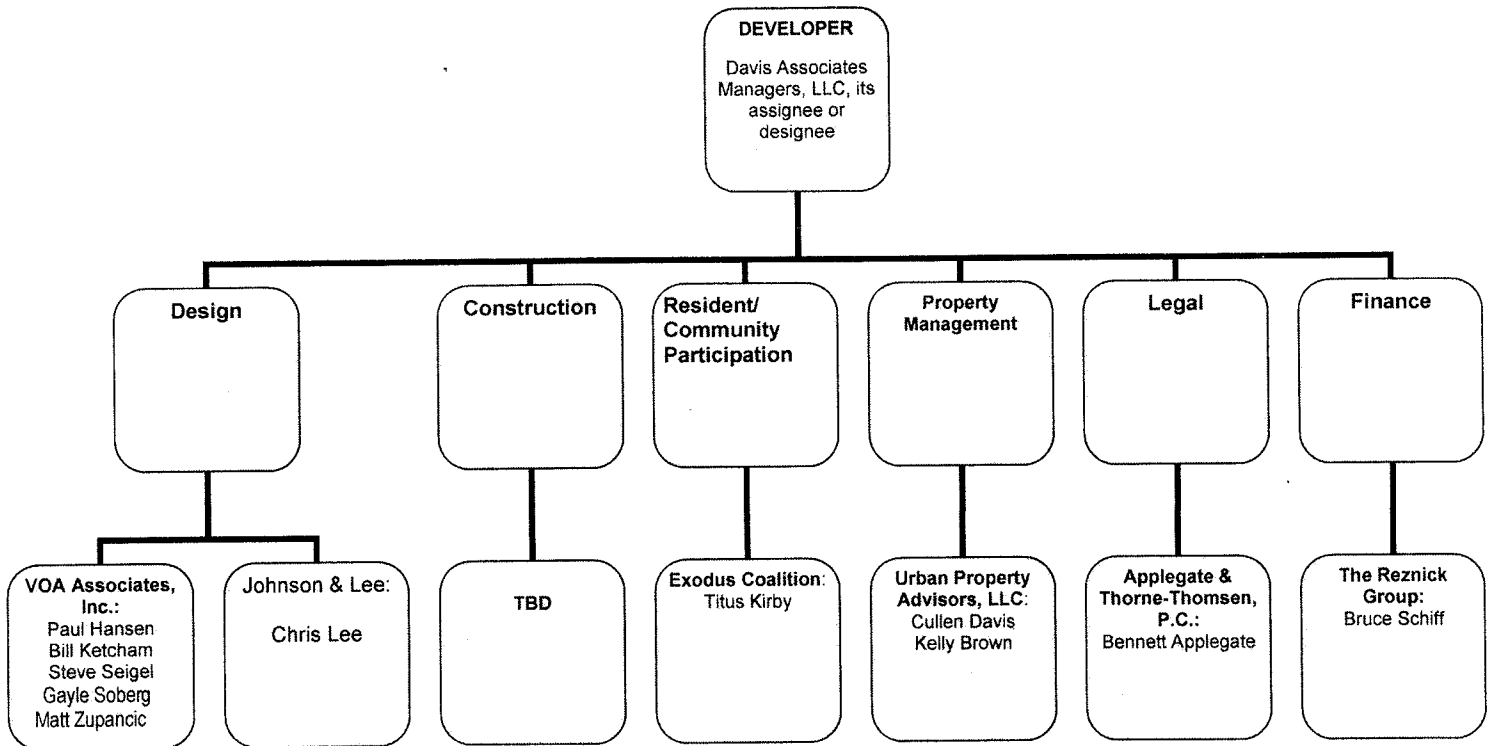 DEVELOPER
Davis Associates
Managers, LLC, its
assignee or
designee
Design
Construction
Resident/
Community
Participation
Property
Management
Legal
Finance
VOA Associates,
Inc.:
Paul Hansen
Bill Ketcham
Steve Seigel
Gayle Soberg
Matt Zupancic
Johnson & Lee:
Chris Lee
TBD
Exodus Coalition:
Titus Kirby
Urban Property
Advisors, LLC:
Cullen Davis
Kelly Brown
Applegate &
Thorne-Thomsen,
P.C.:
Bennett Applegate
The Reznick
Group:
Bruce Schiff